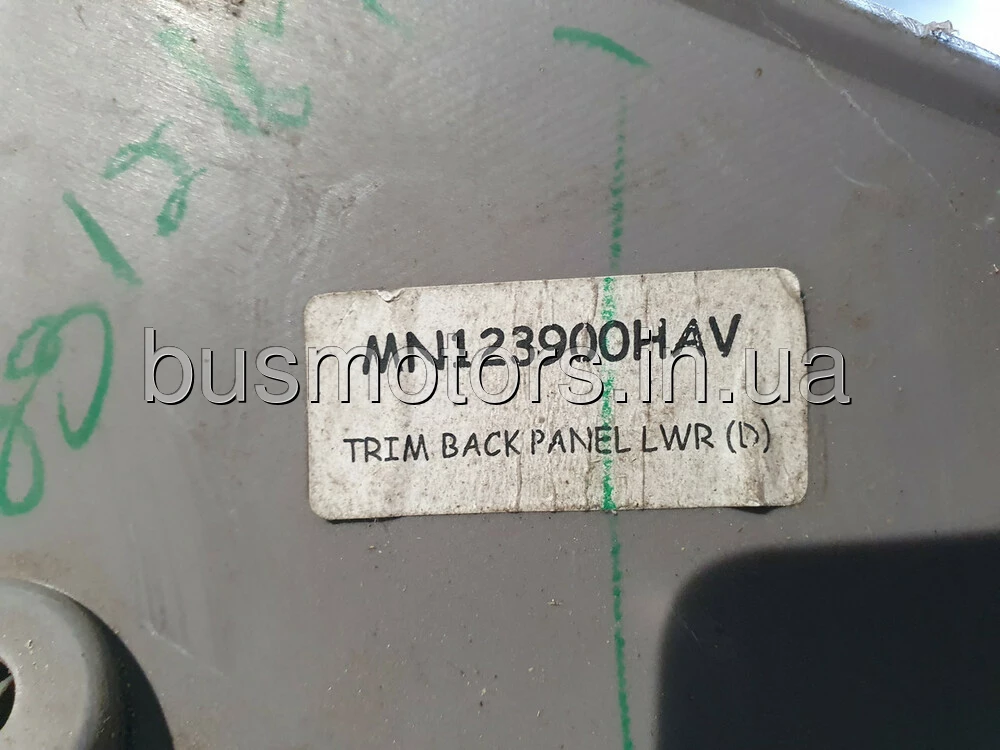 MN123900HAV
busmotors.in.ua
TRIM BACK PANEL LWR (D)